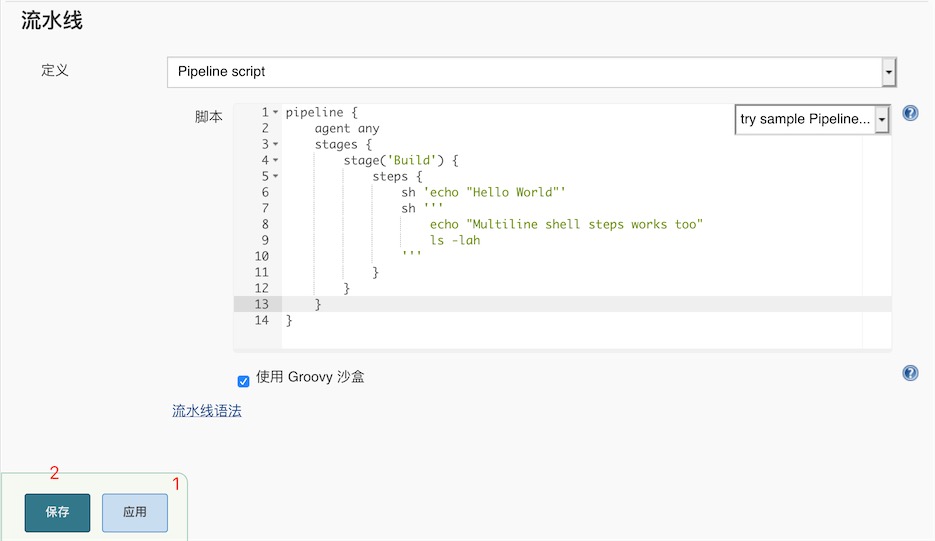 流水线
定义
Pipeline script
脚本
try sample Pipeline...
1 pipeline {
2     agent any
3     stages {
4         stage('Build') {
5             steps {
6                 sh 'echo "Hello World"'
7                 sh '''
8                     echo "Multiline shell steps works too"
9                     ls -lah
10                 '''
11             }
12         }
13     }
14 }
使用 Groovy 沙盒
流水线语法
2
1
保存
应用